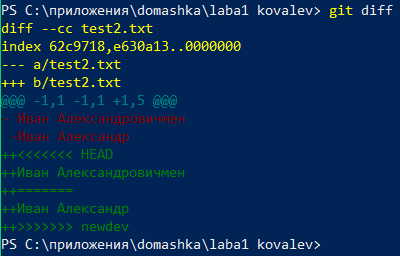 PS C:\приложения\domashka\laba1 kovalev> git diff
diff --cc test2.txt
index 62c9718,e630a13..0000000
--- a/test2.txt
+++ b/test2.txt
@@@ -1,1 -1,1 +1,5 @@@
- Иван Александровичмен
 -Иван Александр
++<<<<<<< HEAD
++Иван Александровичмен
++=======
++Иван Александр
++>>>>>>> newdev
PS C:\приложения\domashka\laba1 kovalev>